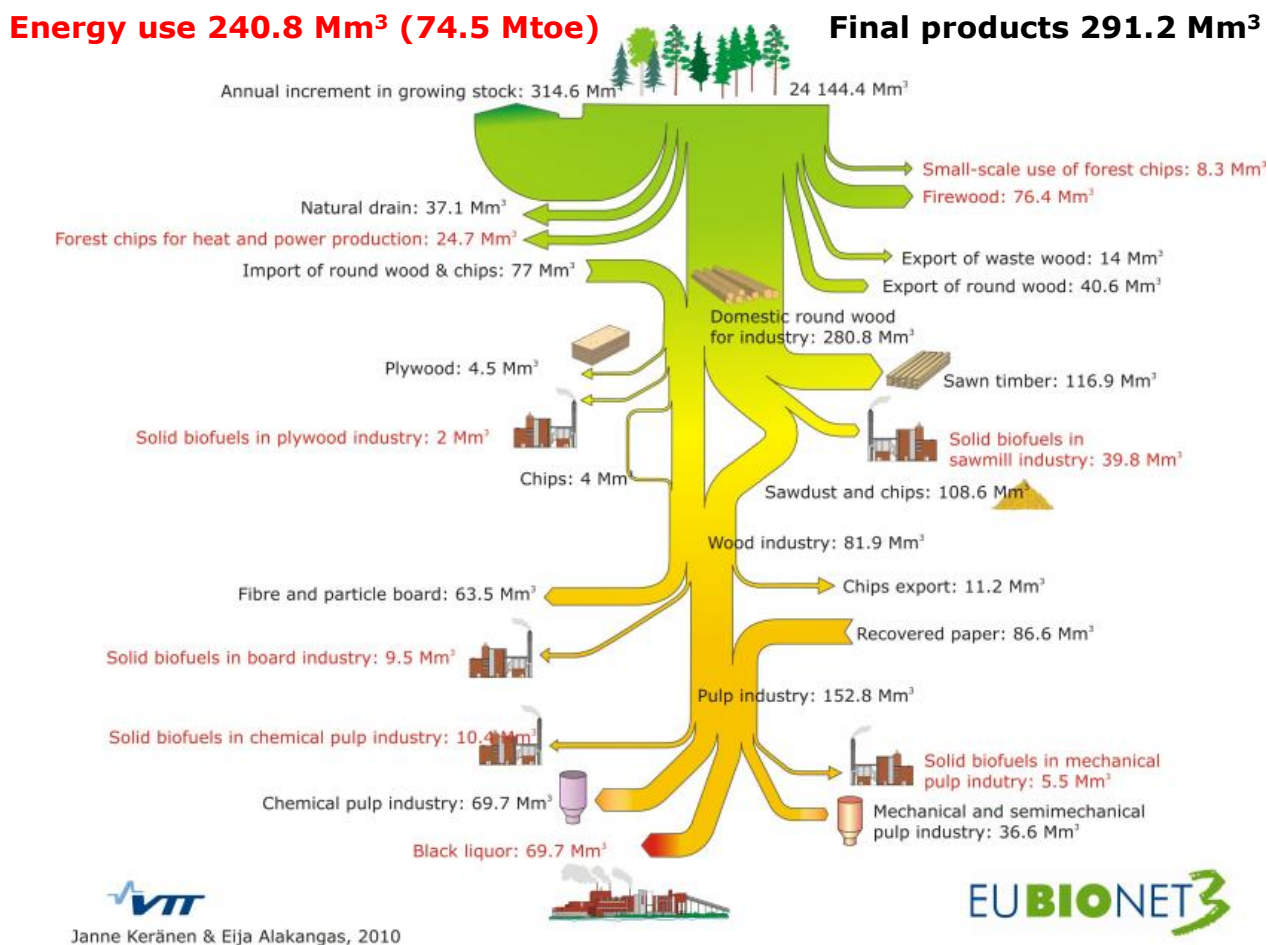 Energy use 240.8 Mm³ (74.5 Mtoe)
Final products 291.2 Mm³
Annual increment in growing stock: 314.6 Mm³
24 144.4 Mm³
Small-scale use of forest chips: 8.3 Mm³
Firewood: 76.4 Mm³
Natural drain: 37.1 Mm³
Forest chips for heat and power production: 24.7 Mm³
Export of waste wood: 14 Mm³
Import of round wood & chips: 77 Mm³
Export of round wood: 40.6 Mm³
Domestic round wood
for industry: 280.8 Mm³
Plywood: 4.5 Mm³
Sawn timber: 116.9 Mm³
Solid biofuels in plywood industry: 2 Mm³
Solid biofuels in
sawmill industry: 39.8 Mm³
Chips: 4 Mm³
Sawdust and chips: 108.6 Mm³
Wood industry: 81.9 Mm³
Fibre and particle board: 63.5 Mm³
Chips export: 11.2 Mm³
Recovered paper: 86.6 Mm³
Solid biofuels in board industry: 9.5 Mm³
Pulp industry: 152.8 Mm³
Solid biofuels in chemical pulp industry: 10.4 Mm³
Solid biofuels in mechanical
pulp indutry: 5.5 Mm³
Chemical pulp industry: 69.7 Mm³
Mechanical and semimechanical
pulp industry: 36.6 Mm³
Black liquor: 69.7 Mm³
VTT
EUBIONET3
Janne Keränen & Eija Alakangas, 2010